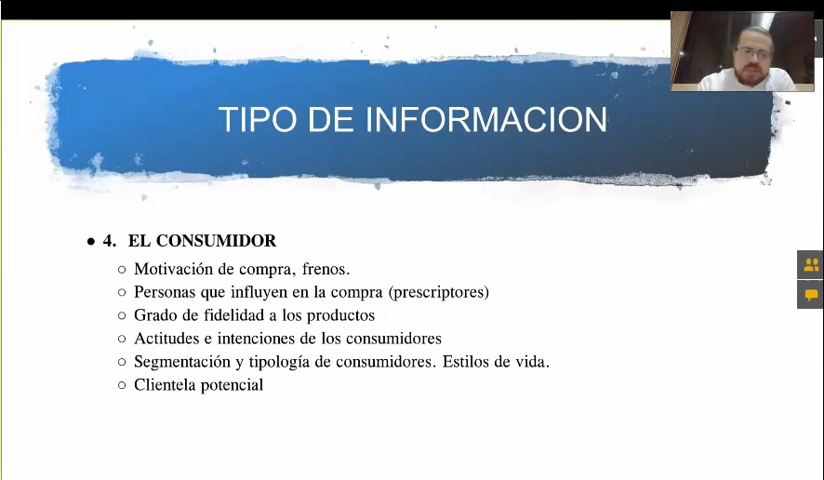 TIPO DE INFORMACION
● 4. EL CONSUMIDOR
○ Motivación de compra, frenos.
○ Personas que influyen en la compra (prescriptores)
○ Grado de fidelidad a los productos
○ Actitudes e intenciones de los consumidores
○ Segmentación y tipología de consumidores. Estilos de vida.
○ Clientela potencial